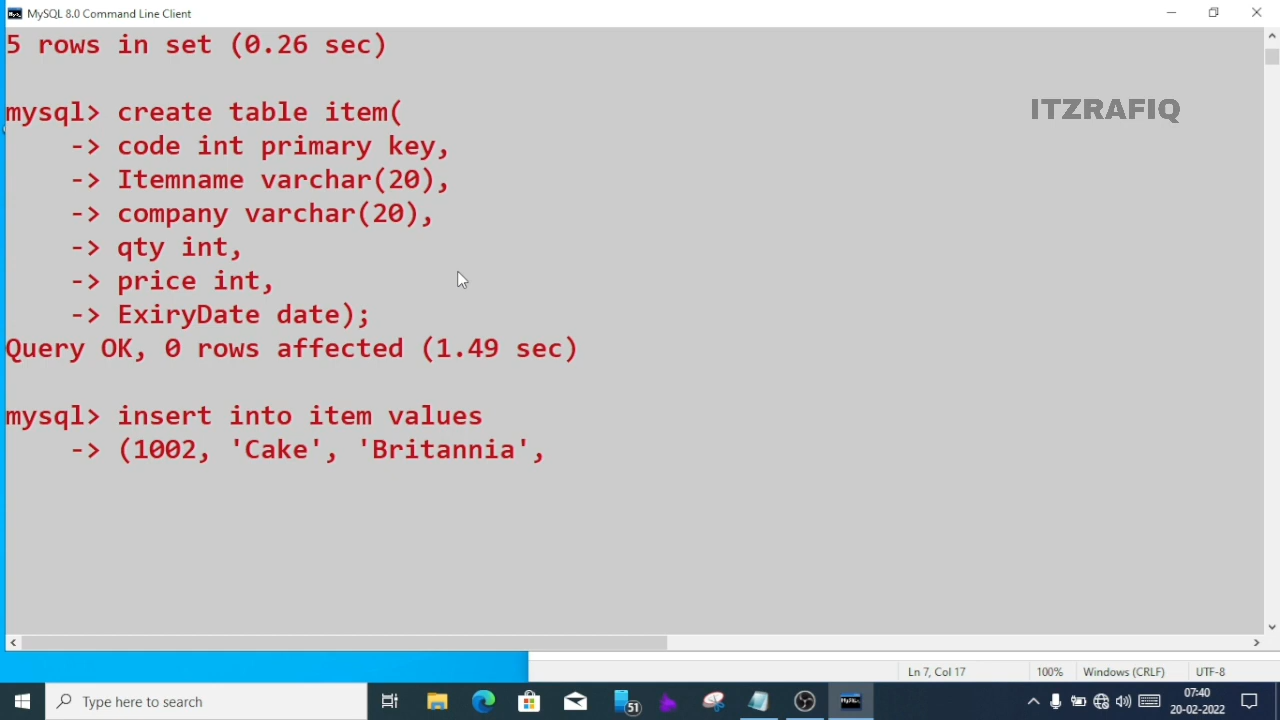 MySQL 8.0 Command Line Client
5 rows in set (0.26 sec)
mysql> create table item(
ITZRAFIQ
-> code int primary key,
-> Itemname varchar(20),
-> company varchar(20),
-> qty int,
-> price int,
-> ExiryDate date);
Query OK, 0 rows affected (1.49 sec)
mysql> insert into item values
-> (1002, 'Cake', 'Britannia',
Ln 7, Col 17 100% Windows (CRLF) UTF-8
Type here to search
51
07:40
20-02-2022